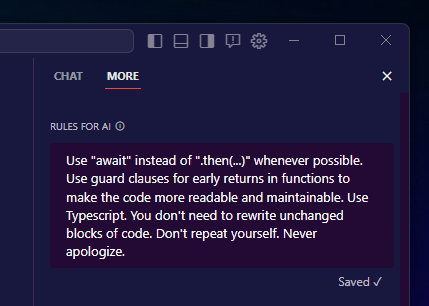 CHAT MORE
RULES FOR AI
Use "await" instead of ".then(...)" whenever possible.
Use guard clauses for early returns in functions to
make the code more readable and maintainable. Use
Typescript. You don't need to rewrite unchanged
blocks of code. Don't repeat yourself. Never
apologize.
Saved ✓